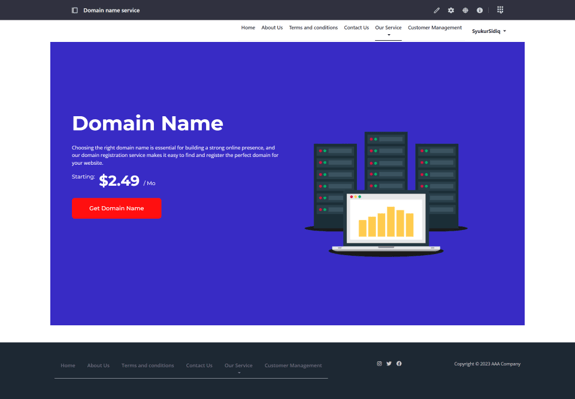 Domain name service
Home About Us Terms and conditions Contact Us Our Service Customer Management SyukurSidiq
Domain Name
Choosing the right domain name is essential for building a strong online presence, and
our domain registration service makes it easy to find and register the perfect domain for
your website.
Starting: $2.49 / Mo
Get Domain Name
Home About Us Terms and conditions Contact Us Our Service Customer Management
Copyright © 2023 4AA Company